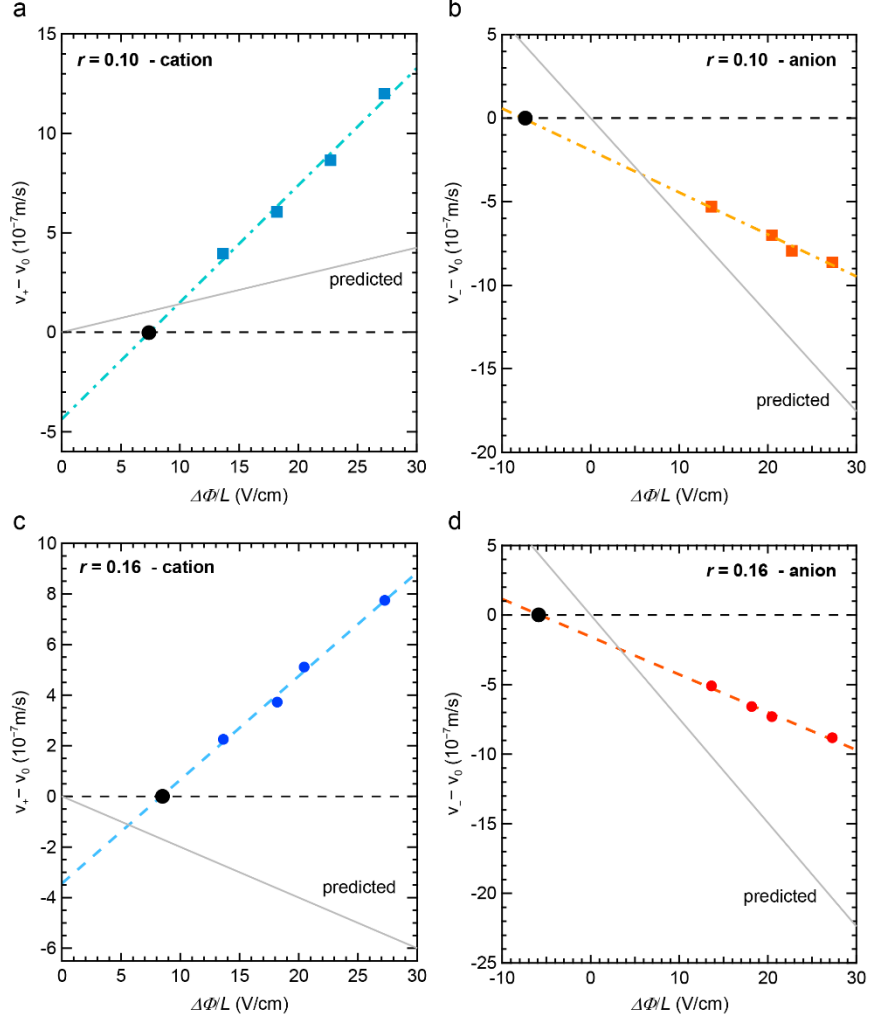 a
r = 0.10 - cation
15
10
5
0
-5
v₊ – v₀ (10⁻⁷m/s)
predicted
0 5 10 15 20 25 30
ΔΦ/L (V/cm)
b
r = 0.10 - anion
5
0
-5
-10
-15
-20
v₋ – v₀ (10⁻⁷m/s)
predicted
-10 0 10 20 30
ΔΦ/L (V/cm)
c
r = 0.16 - cation
10
8
6
4
2
0
-2
-4
-6
v₊ – v₀ (10⁻⁷m/s)
predicted
0 5 10 15 20 25 30
ΔΦ/L (V/cm)
d
r = 0.16 - anion
5
0
-5
-10
-15
-20
-25
v₋ – v₀ (10⁻⁷m/s)
predicted
-10 0 10 20 30
ΔΦ/L (V/cm)